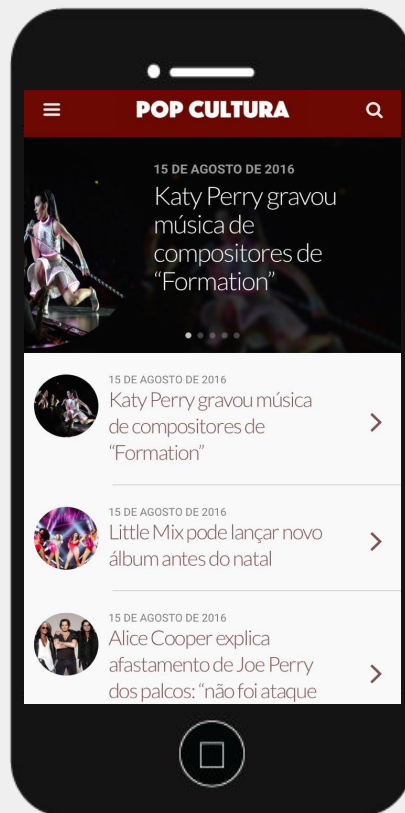 POP CULTURA
15 DE AGOSTO DE 2016
Katy Perry gravou
música de
compositores de
“Formation”
15 DE AGOSTO DE 2016
Katy Perry gravou música
de compositores de
“Formation”
15 DE AGOSTO DE 2016
Little Mix pode lançar novo
álbum antes do natal
15 DE AGOSTO DE 2016
Alice Cooper explica
afastamento de Joe Perry
dos palcos: “não foi ataque